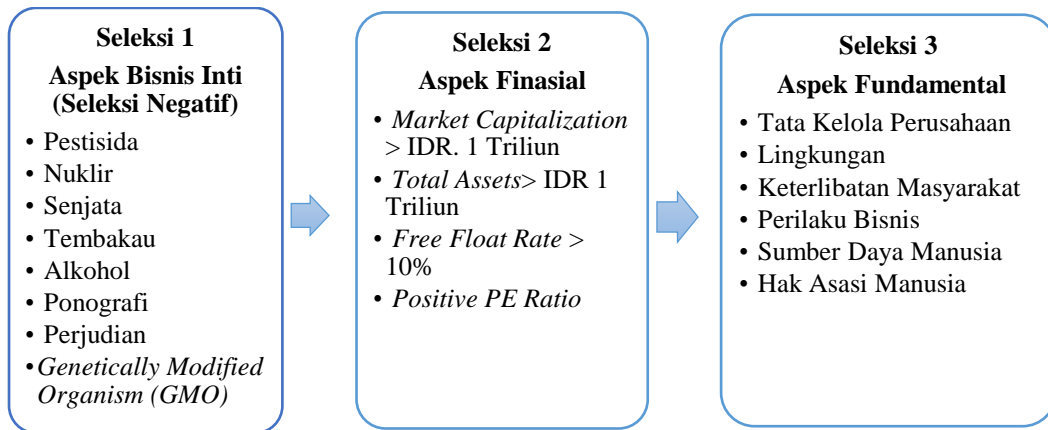 Seleksi 1
Aspek Bisnis Inti
(Seleksi Negatif)
• Pestisida
• Nuklir
• Senjata
• Tembakau
• Alkohol
• Ponografi
• Perjudian
•Genetically Modified
Organism (GMO)
Seleksi 2
Aspek Finasial
• Market Capitalization
> IDR. 1 Triliun
• Total Assets> IDR 1
Triliun
• Free Float Rate >
10%
• Positive PE Ratio
Seleksi 3
Aspek Fundamental
• Tata Kelola Perusahaan
• Lingkungan
• Keterlibatan Masyarakat
• Perilaku Bisnis
• Sumber Daya Manusia
• Hak Asasi Manusia